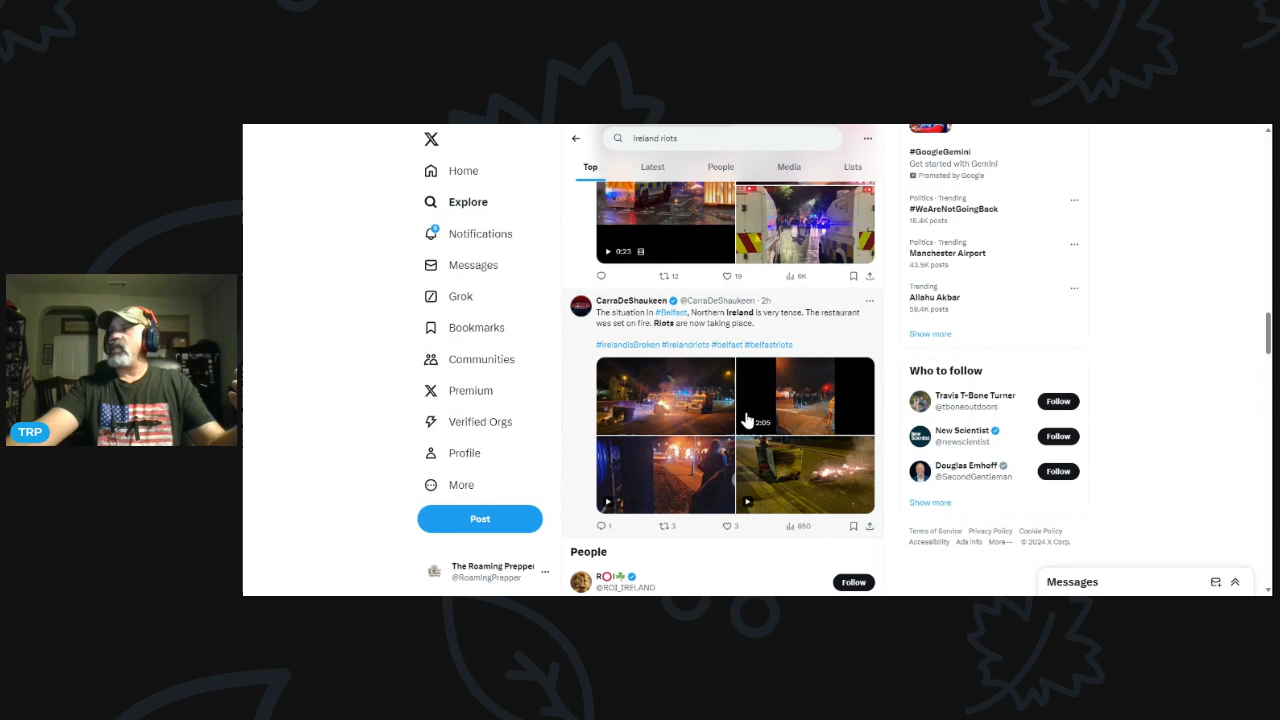 TRP
Home
Explore
Notifications
Messages
Grok
Bookmarks
Communities
Premium
Verified Orgs
Profile
More
Post
The Roaming Prepper
@RoamingPrepper
ireland riots
Top Latest People Media Lists
0:23
12 19 6K
CarraDeShaukeen @CarraDeShaukeen · 2h
The situation in #Belfast, Northern Ireland is very tense. The restaurant
was set on fire. Riots are now taking place.
#IrelandisBroken #Irelandriots #belfast #belfastriots
2:05
1 3 3 850
People
R⭕I☘
@ROI_IRELAND
Follow
#GoogleGemini
Get started with Gemini
Promoted by Google
Politics · Trending
#WeAreNotGoingBack
16.4K posts
Politics · Trending
Manchester Airport
43.5K posts
Trending
Allahu Akbar
59.4K posts
Show more
Who to follow
Travis T-Bone Turner
@tboneoutdoors
Follow
New Scientist
@newscientist
Follow
Douglas Emhoff
@SecondGentleman
Follow
Show more
Terms of Service Privacy Policy Cookie Policy
Accessibility Ads info More··· © 2024 X Corp.
Messages